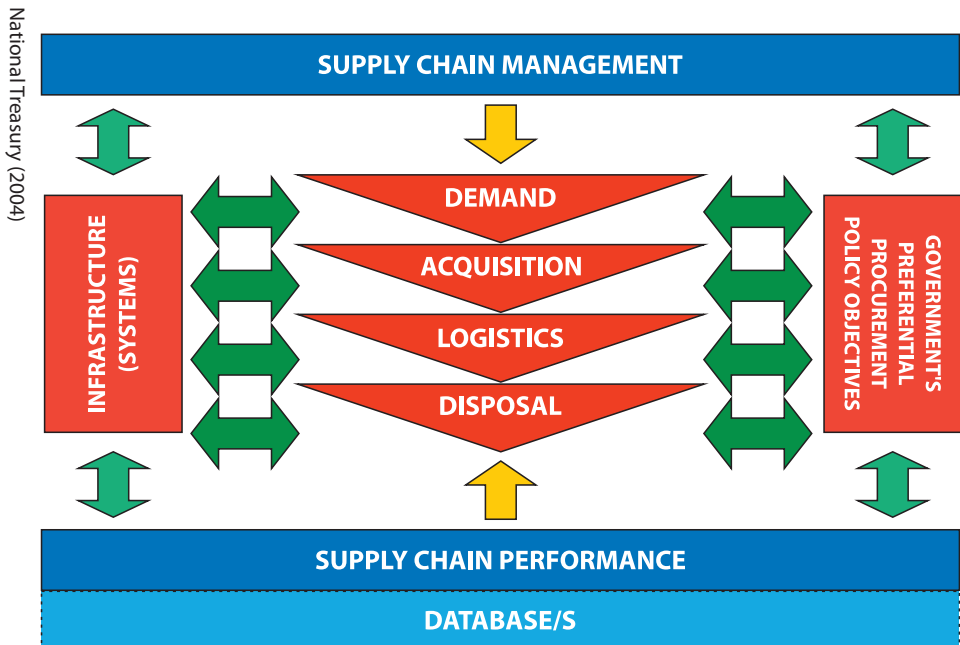 National Treasury (2004)
SUPPLY CHAIN MANAGEMENT
INFRASTRUCTURE
(SYSTEMS)
DEMAND
ACQUISITION
LOGISTICS
DISPOSAL
GOVERNMENT'S
PREFERENTIAL
PROCUREMENT
POLICY OBJECTIVES
SUPPLY CHAIN PERFORMANCE
DATABASE/S